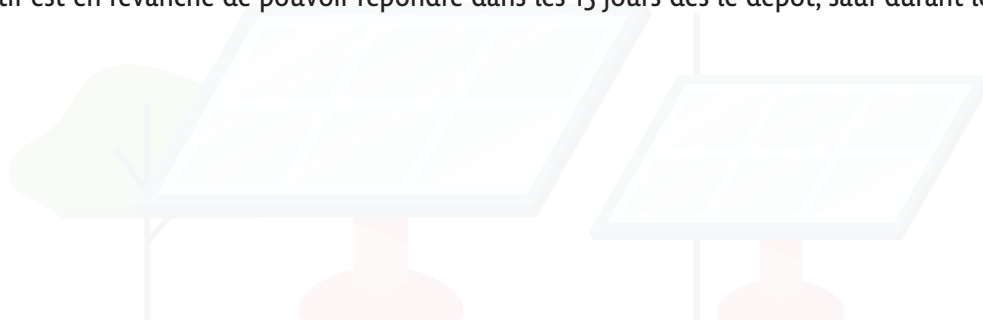 est en revanche de pouvoir répondre dans les 15 jours dès le dépôt, sauf durant